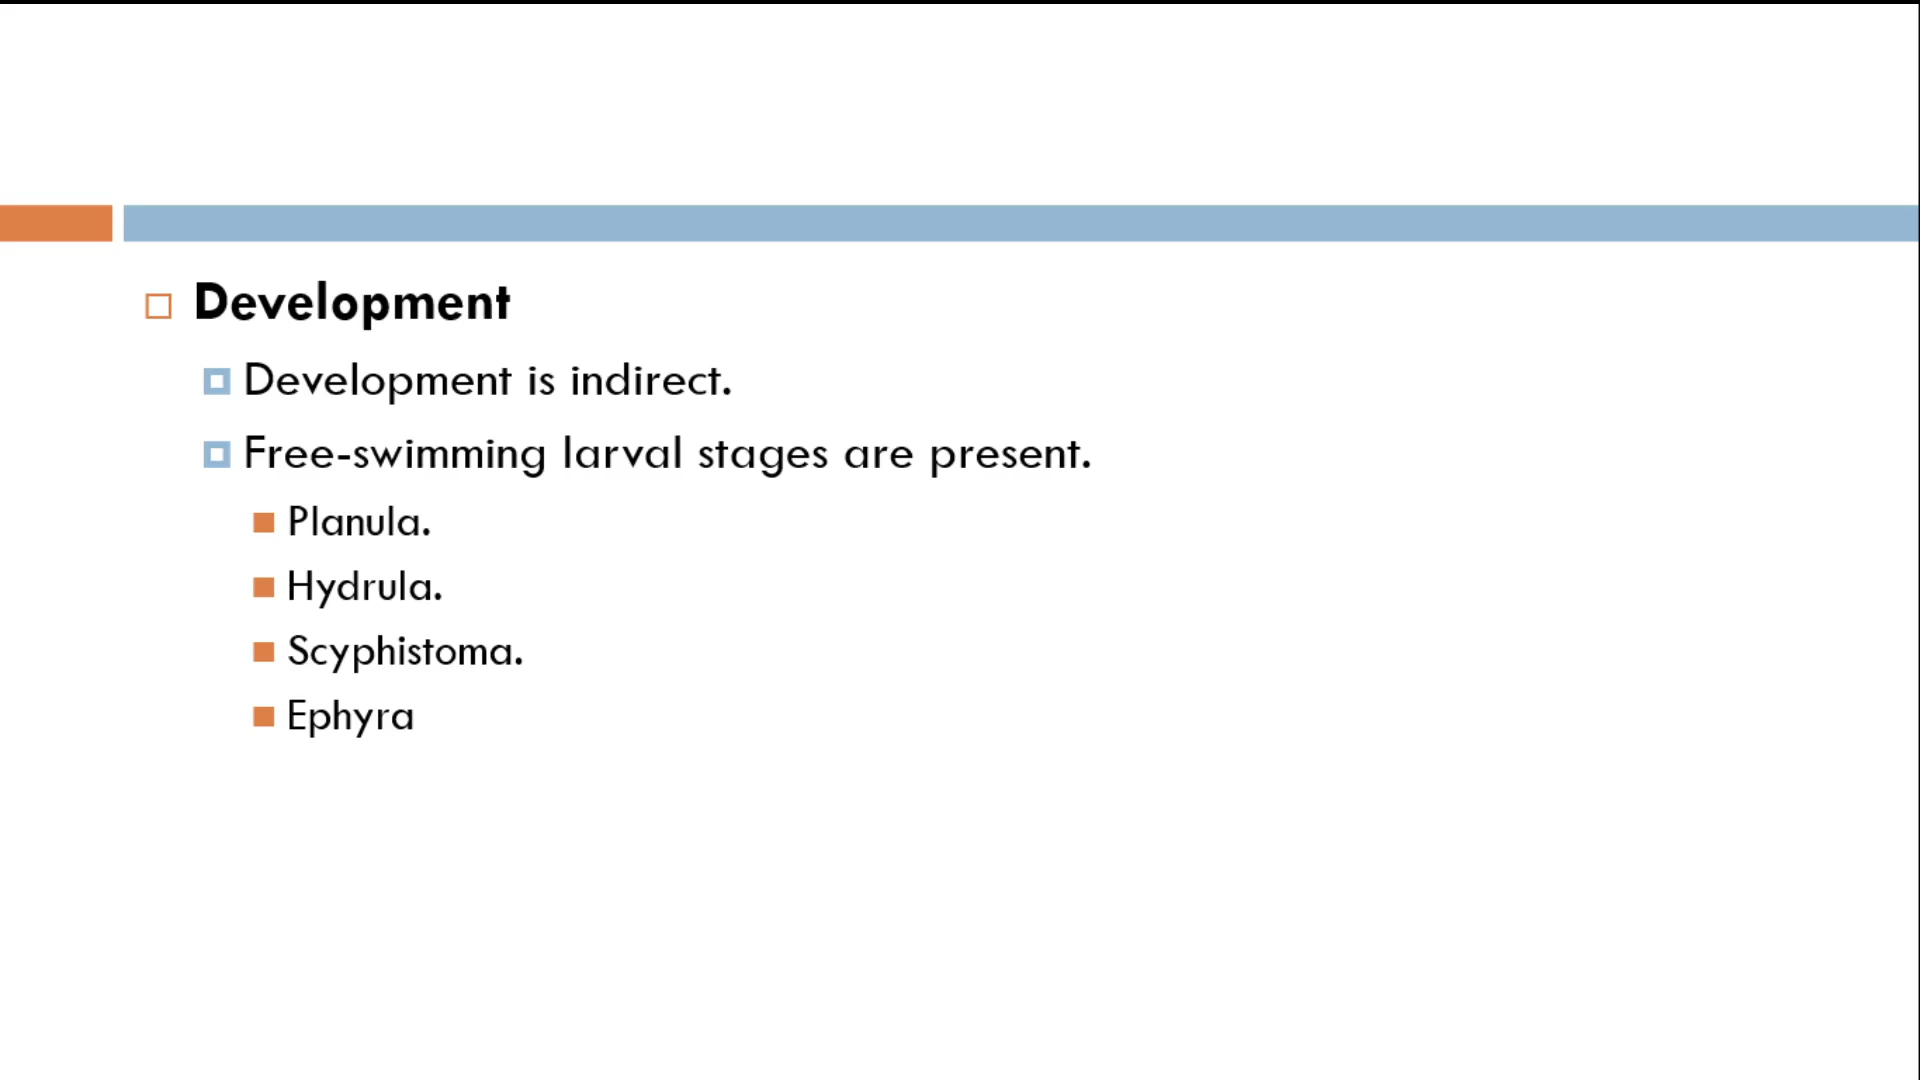 Development
Development is indirect.
Free-swimming larval stages are present.
Planula.
Hydrula.
Scyphistoma.
Ephyra